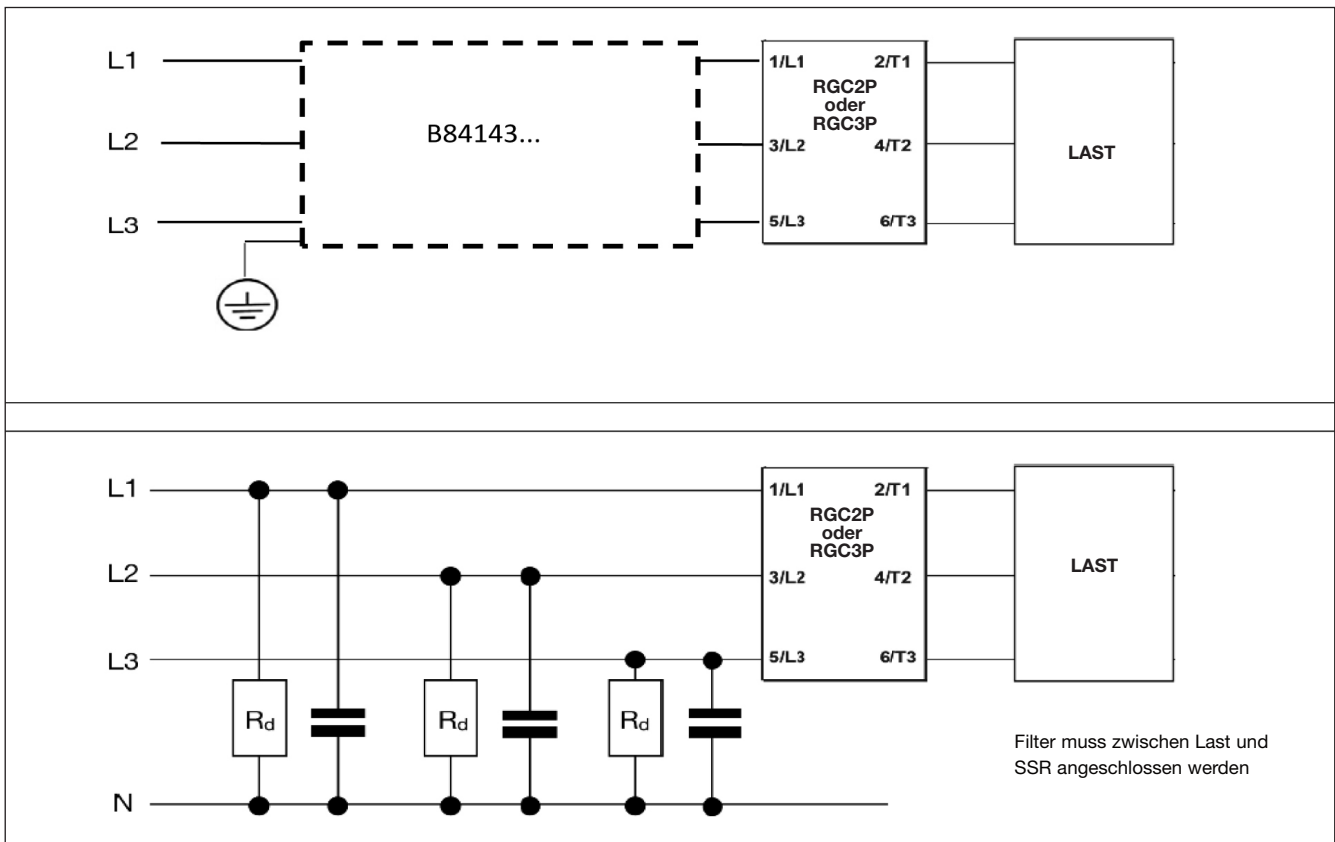 L1
1/L1 2/T1
RGC2P
oder
RGC3P
L2
B84143...
3/L2 4/T2
LAST
L3
5/L3 6/T3
L1
1/L1 2/T1
RGC2P
oder
RGC3P
L2
3/L2 4/T2
LAST
L3
5/L3 6/T3
Rd Rd Rd
Filter muss zwischen Last und
SSR angeschlossen werden
N